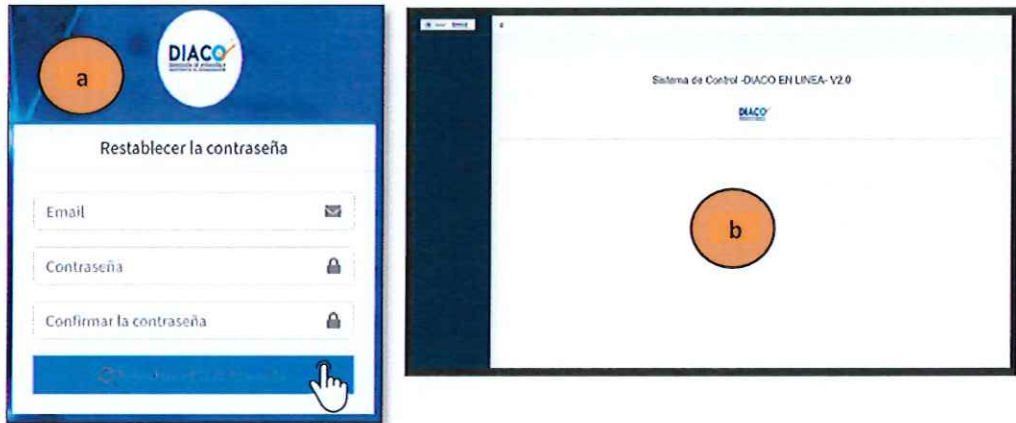 a
DIACO
Restablecer la contraseña
Email
Contraseña
Confirmar la contraseña
Sistema de Control -DIACO EN LINEA- V2.0
DIACO
b